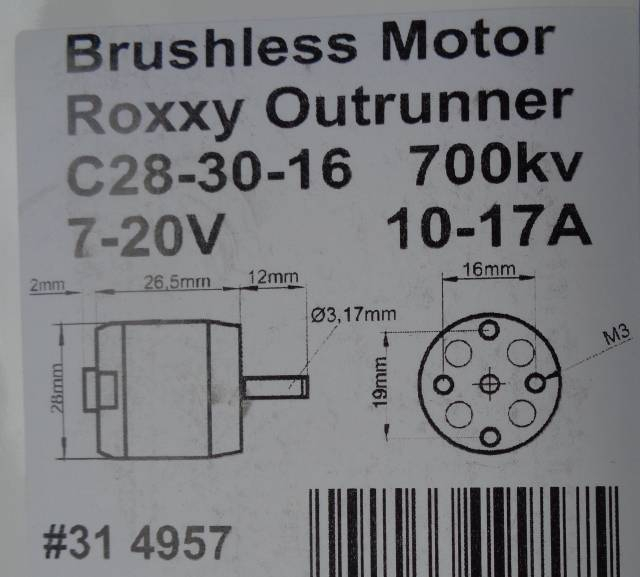 Brushless Motor
Roxxy Outrunner
C28-30-16 700kv
7-20V 10-17A
2mm 26,5mm 12mm 16mm
Ø3,17mm
M3
28mm 19mm
#31 4957